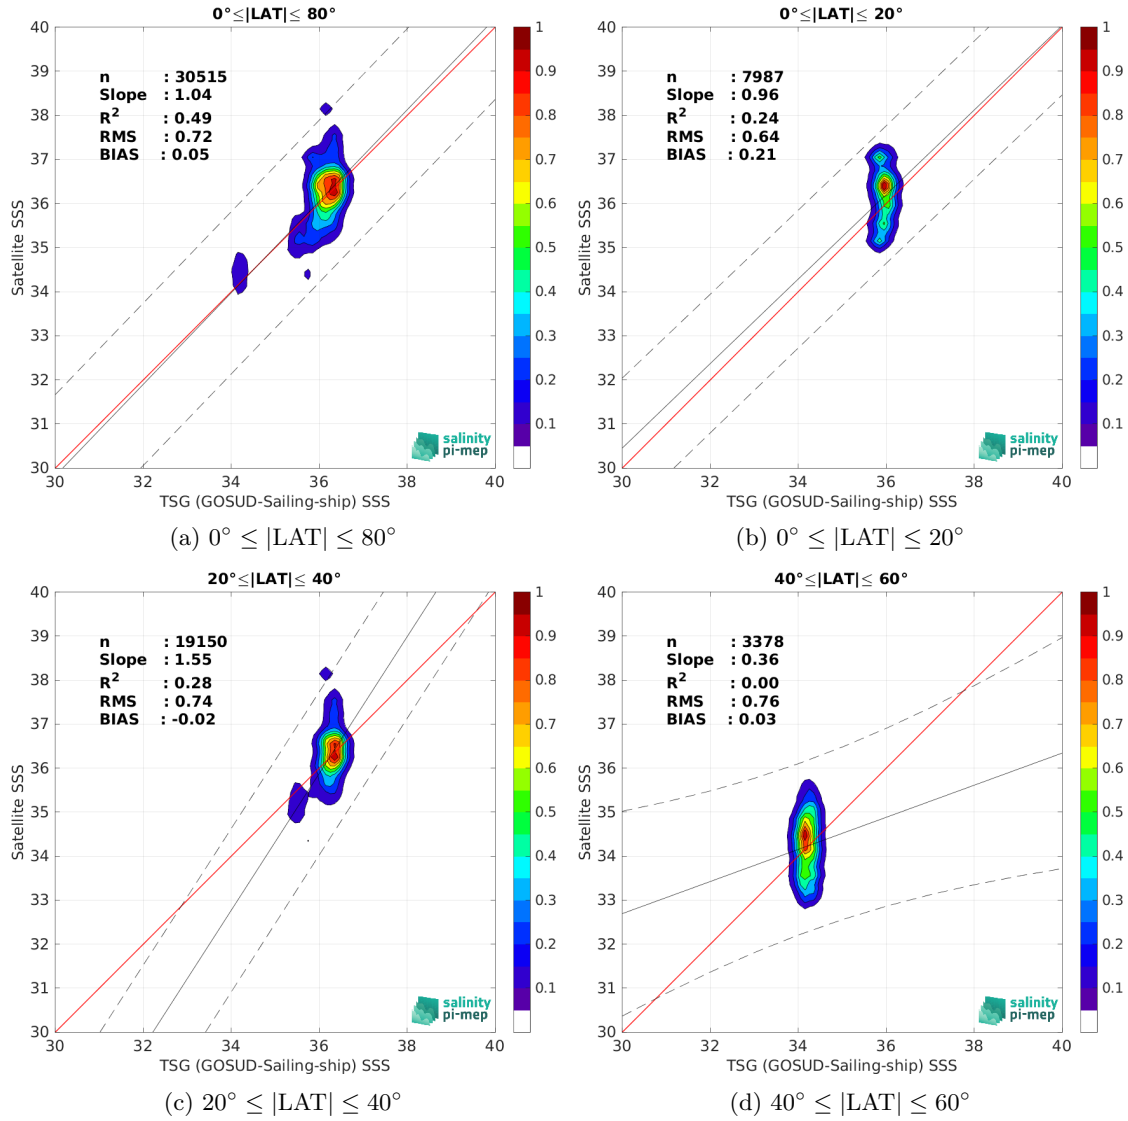 0°≤|LAT|≤ 80°
n : 30515
Slope : 1.04
R² : 0.49
RMS : 0.72
BIAS : 0.05
40
39
38
37
36
35
34
33
32
31
30
30 32 34 36 38 40
Satellite SSS
TSG (GOSUD-Sailing-ship) SSS
1
0.9
0.8
0.7
0.6
0.5
0.4
0.3
0.2
0.1
salinity
pi-mep
(a) 0° ≤ |LAT| ≤ 80°
0°≤|LAT|≤ 20°
n : 7987
Slope : 0.96
R² : 0.24
RMS : 0.64
BIAS : 0.21
40
39
38
37
36
35
34
33
32
31
30
30 32 34 36 38 40
Satellite SSS
TSG (GOSUD-Sailing-ship) SSS
1
0.9
0.8
0.7
0.6
0.5
0.4
0.3
0.2
0.1
salinity
pi-mep
(b) 0° ≤ |LAT| ≤ 20°
20°≤|LAT|≤ 40°
n : 19150
Slope : 1.55
R² : 0.28
RMS : 0.74
BIAS : -0.02
40
39
38
37
36
35
34
33
32
31
30
30 32 34 36 38 40
Satellite SSS
TSG (GOSUD-Sailing-ship) SSS
1
0.9
0.8
0.7
0.6
0.5
0.4
0.3
0.2
0.1
salinity
pi-mep
(c) 20° ≤ |LAT| ≤ 40°
40°≤|LAT|≤ 60°
n : 3378
Slope : 0.36
R² : 0.00
RMS : 0.76
BIAS : 0.03
40
39
38
37
36
35
34
33
32
31
30
30 32 34 36 38 40
Satellite SSS
TSG (GOSUD-Sailing-ship) SSS
1
0.9
0.8
0.7
0.6
0.5
0.4
0.3
0.2
0.1
salinity
pi-mep
(d) 40° ≤ |LAT| ≤ 60°